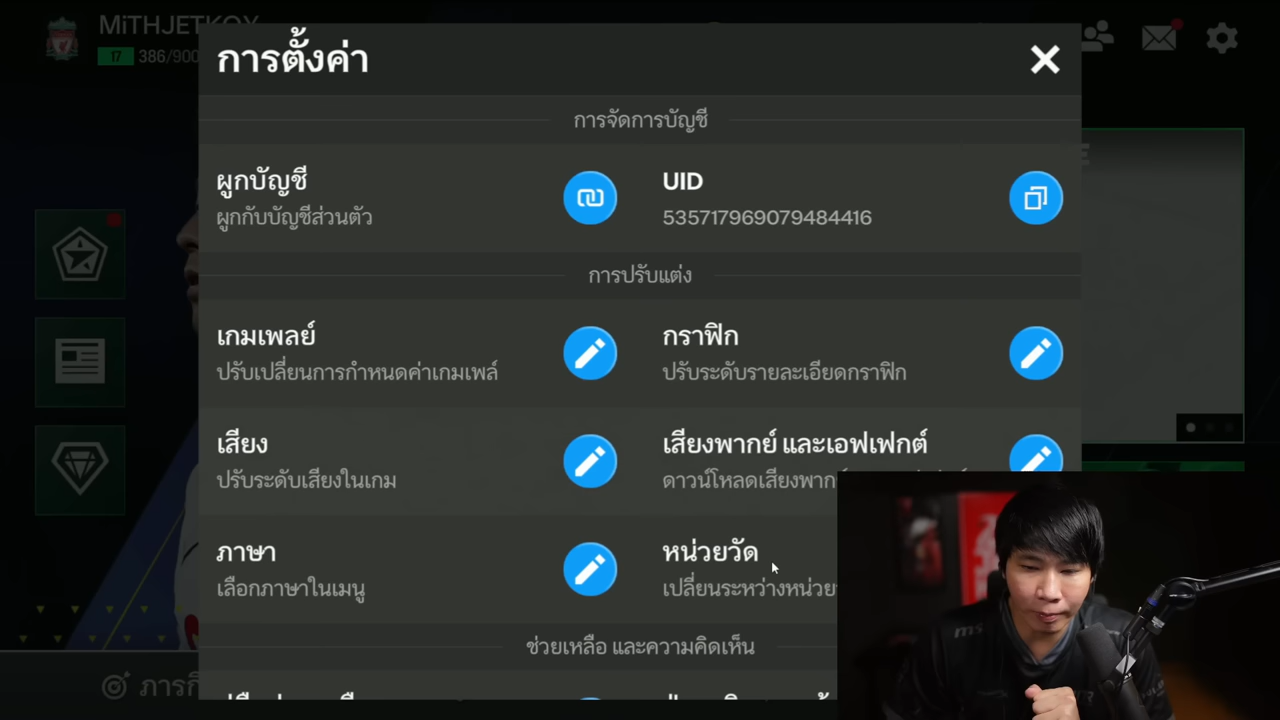 MiTHJETKOY
17 386/900
การตั้งค่า
การจัดการบัญชี
ผูกบัญชี
ผูกกับบัญชีส่วนตัว
UID
535717969079484416
การปรับแต่ง
เกมเพลย์
ปรับเปลี่ยนการกำหนดค่าเกมเพล์
กราฟิก
ปรับระดับรายละเอียดกราฟิก
เสียง
ปรับระดับเสียงในเกม
เสียงพากย์ และเอฟเฟกต์
ดาวน์โหลดเสียงพากย์
ภาษา
เลือกภาษาในเมนู
หน่วยวัด
เปลี่ยนระหว่างหน่วย
ช่วยเหลือ และความคิดเห็น